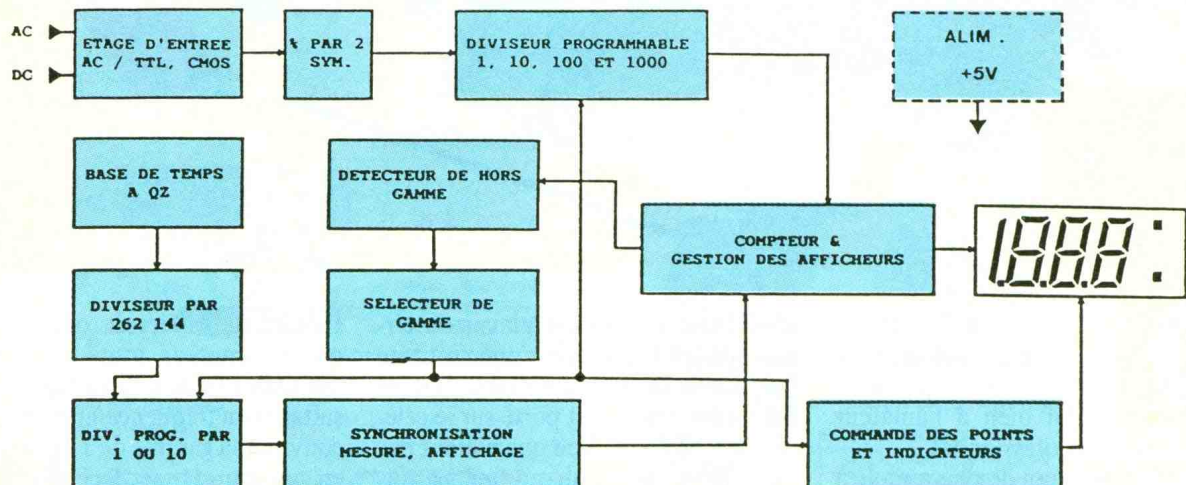 AC
DC
ETAGE D'ENTREE
AC / TTL, CMOS
% PAR 2
SYM.
DIVISEUR PROGRAMMABLE
1, 10, 100 ET 1000
ALIM .
+5V
BASE DE TEMPS
A QZ
DETECTEUR DE HORS
GAMME
COMPTEUR &
GESTION DES AFFICHEURS
1.8.8.8 :
DIVISEUR PAR
262 144
SELECTEUR DE
GAMME
DIV. PROG. PAR
1 OU 10
SYNCHRONISATION
MESURE, AFFICHAGE
COMMANDE DES POINTS
ET INDICATEURS